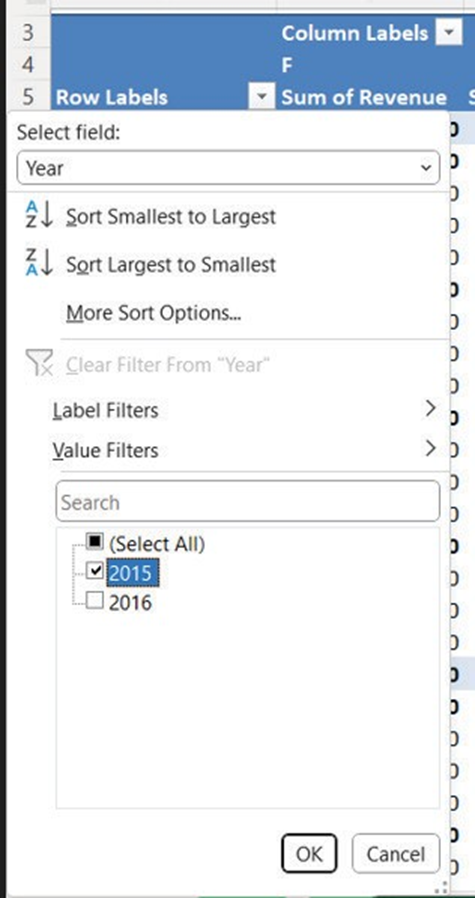 3 Column Labels
4 F
5 Row Labels Sum of Revenue S
Select field:
Year
Sort Smallest to Largest
Sort Largest to Smallest
More Sort Options...
Clear Filter From "Year"
Label Filters
Value Filters
Search
(Select All)
2015
2016
OK Cancel